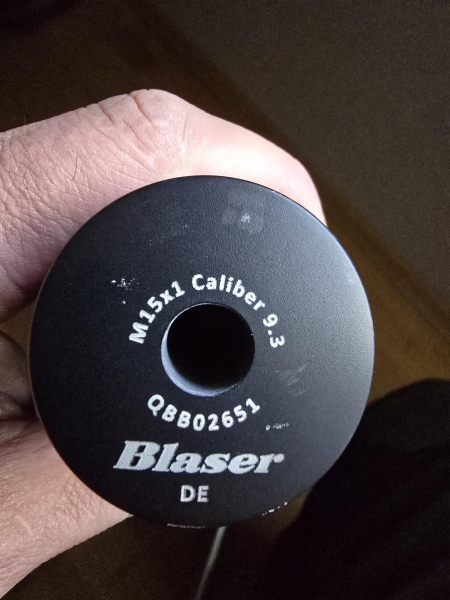 M15x1 Caliber 9.3
QBB02651
Blaser
DE